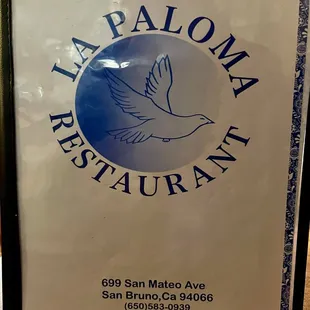 LA PALOMA
RESTAURANT
699 San Mateo Ave
San Bruno,Ca 94066
(650)583-0939